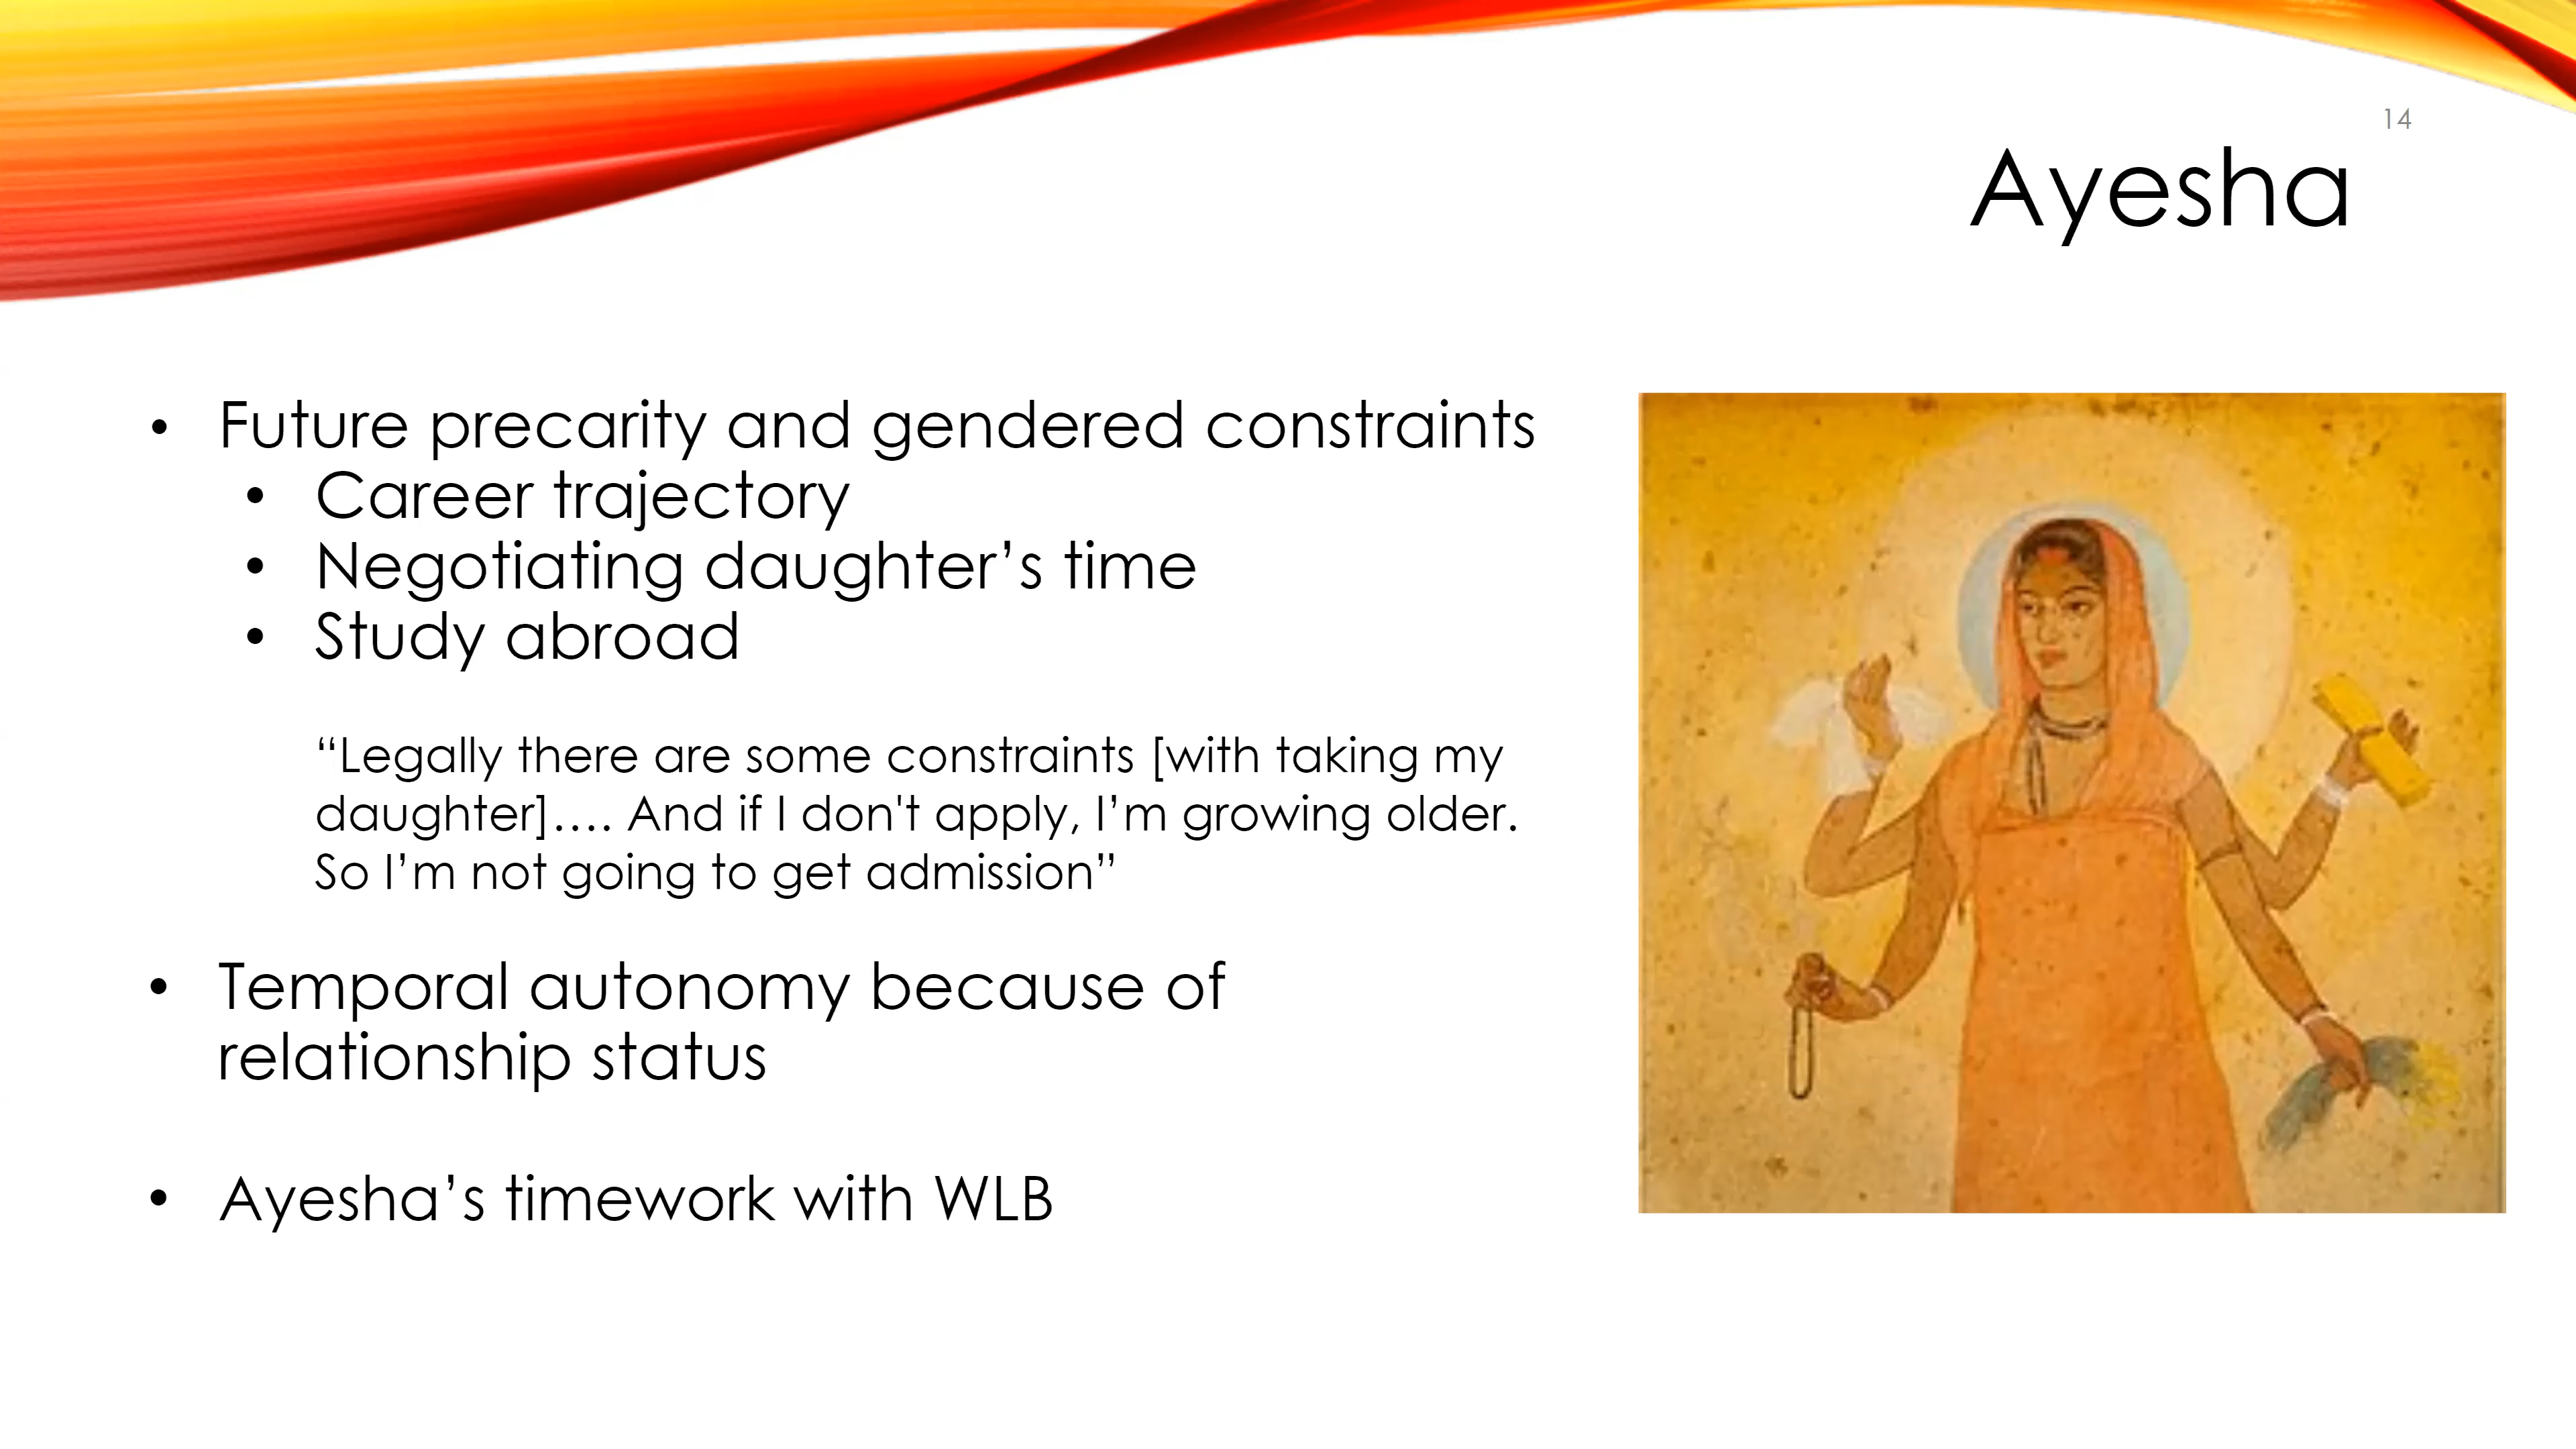 14
Ayesha
• Future precarity and gendered constraints
• Career trajectory
• Negotiating daughter’s time
• Study abroad
“Legally there are some constraints [with taking my
daughter]…. And if I don't apply, I’m growing older.
So I’m not going to get admission”
• Temporal autonomy because of
relationship status
• Ayesha’s timework with WLB